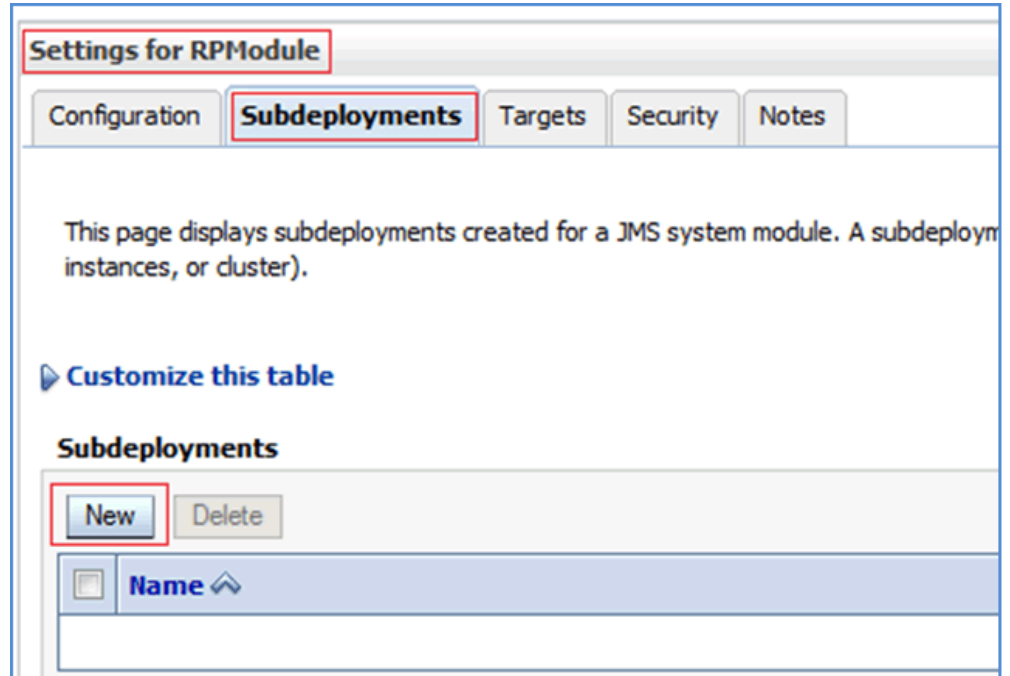 Settings for RPModule
Configuration Subdeployments Targets Security Notes
This page displays subdeployments created for a JMS system module. A
instances, or cluster).
Customize this table
Subdeployments
New Delete
Name